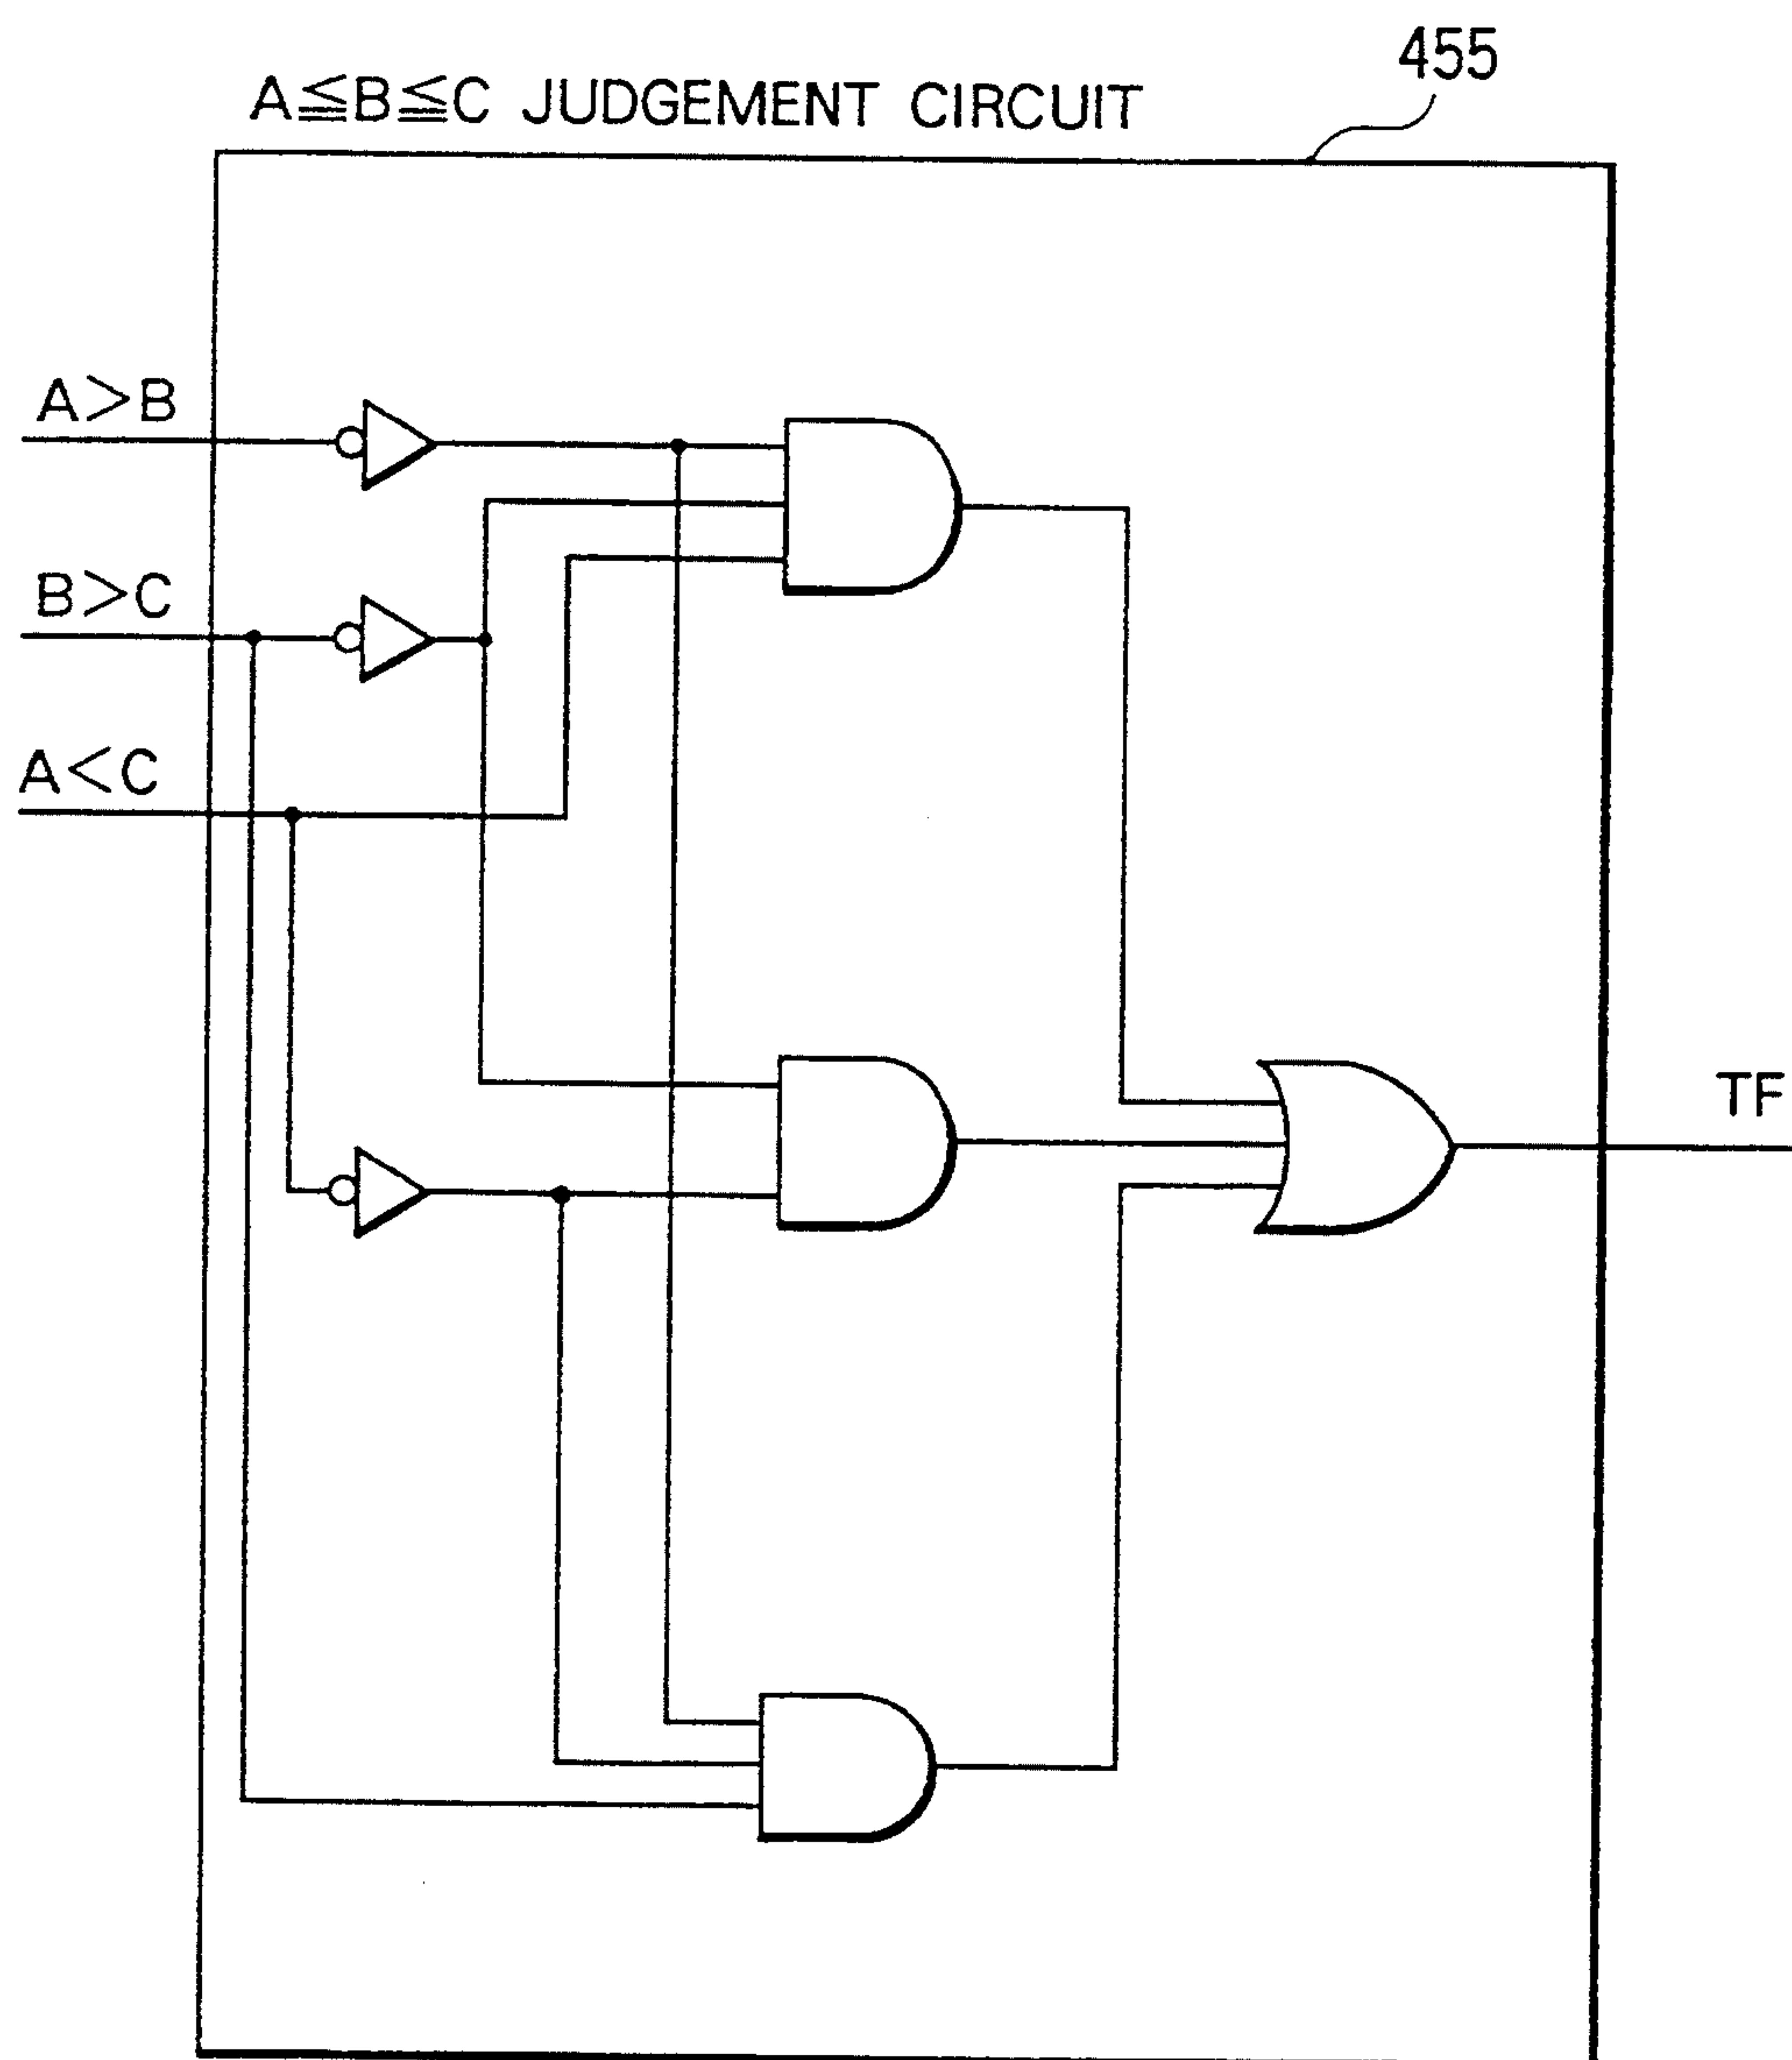 455
A≦B≦C JUDGEMENT CIRCUIT
A>B
B>C
A<C
TF